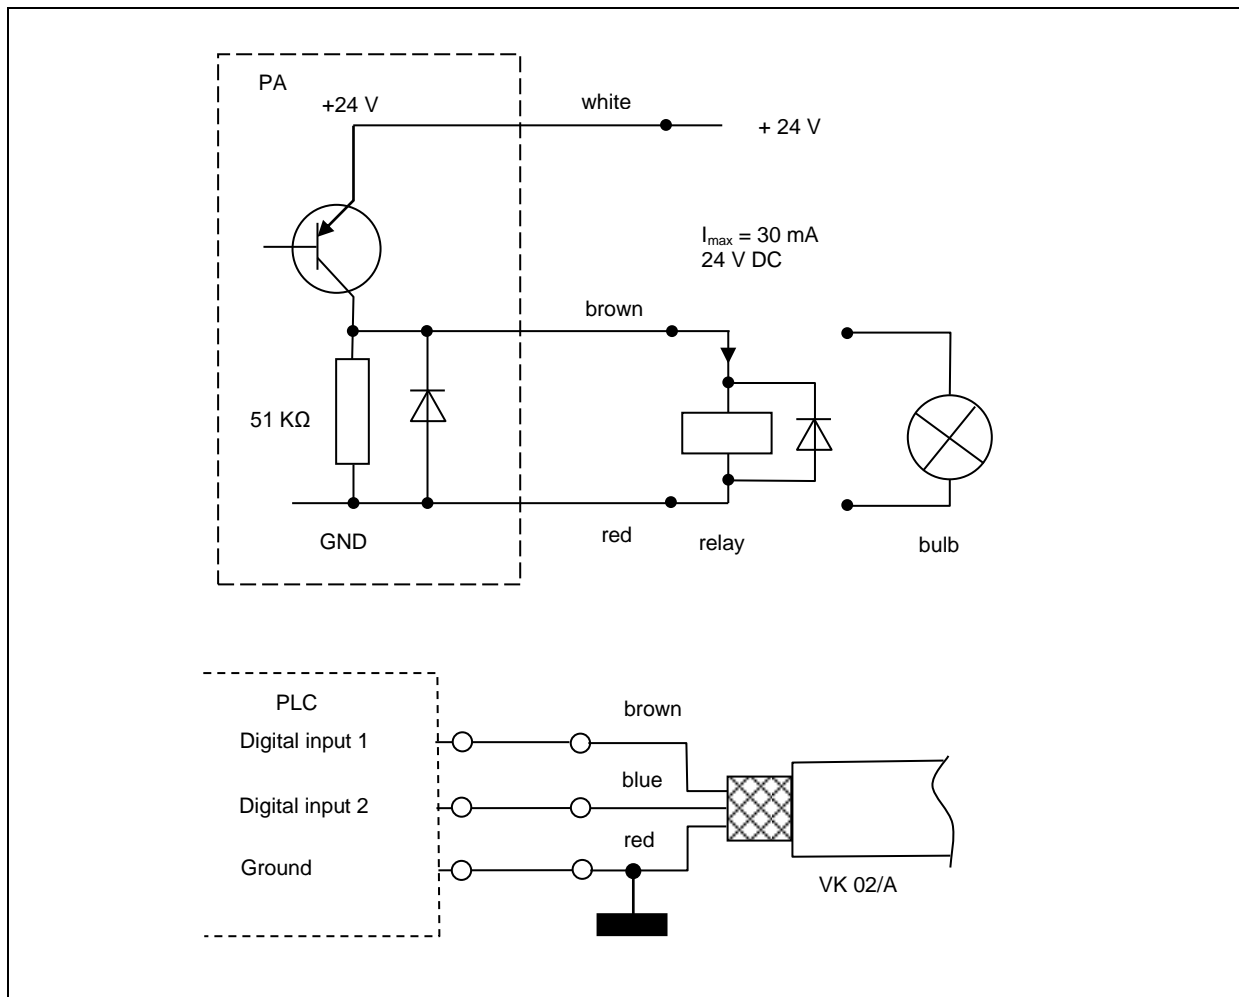 PA
+24 V
white
+ 24 V
Imax = 30 mA
24 V DC
brown
51 KΩ
GND
red
relay
bulb
PLC
brown
Digital input 1
blue
Digital input 2
red
Ground
VK 02/A